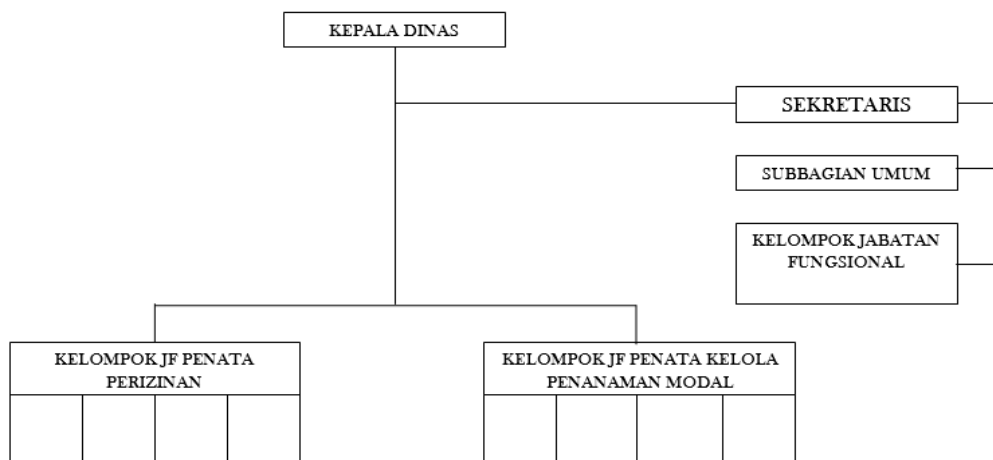 KEPALA DINAS
SEKRETARIS
SUBBAGIAN UMUM
KELOMPOK JABATAN
FUNGSIONAL
KELOMPOK JF PENATA
PERIZINAN
KELOMPOK JF PENATA KELOLA
PENANAMAN MODAL